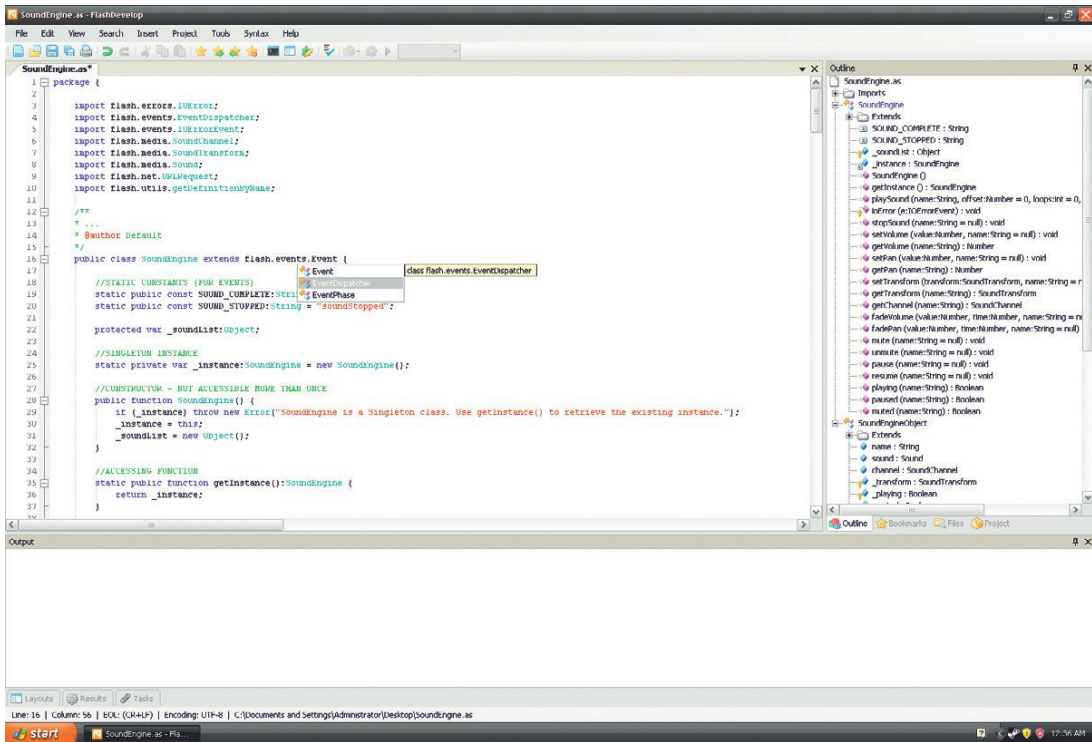 SoundEngine.as - FlashDevelop
File Edit View Search Insert Project Tools Syntax Help
SoundEngine.as*
1 package {
2
3 import flash.errors.IOError;
4 import flash.events.EventDispatcher;
5 import flash.events.IOErrorEvent;
6 import flash.media.SoundChannel;
7 import flash.media.SoundTransform;
8 import flash.media.Sound;
9 import flash.net.URLRequest;
10 import flash.utils.getDefinitionByName;
11
12 /**
13 * ...
14 * @author Default
15 */
16 public class SoundEngine extends flash.events.Event {
17
18 //STATIC CONSTANTS (FOR EVENTS)
19 static public const SOUND_COMPLETE:Stri
20 static public const SOUND_STOPPED:String = "soundStopped";
21
22 protected var _soundList:Object;
23
24 //SINGLETON INSTANCE
25 static private var _instance:SoundEngine = new SoundEngine();
26
27 //CONSTRUCTOR - NOT ACCESSIBLE MORE THAN ONCE
28 public function SoundEngine() {
29 if (_instance) throw new Error("SoundEngine is a Singleton class. Use getInstance() to retrieve the existing instance.");
30 _instance = this;
31 _soundList = new Object();
32 }
33
34 //ACCESSING FUNCTION
35 static public function getInstance():SoundEngine {
36 return _instance;
37 }
Event
EventDispatcher
EventPhase
class flash.events.EventDispatcher
Outline
SoundEngine.as
Imports
SoundEngine
Extends
SOUND_COMPLETE : String
SOUND_STOPPED : String
_soundList : Object
_instance : SoundEngine
SoundEngine ()
getInstance () : SoundEngine
playSound (name:String, offset:Number = 0, loops:int = 0,
ioError (e:IOErrorEvent) : void
stopSound (name:String = null) : void
setVolume (value:Number, name:String = null) : void
getVolume (name:String) : Number
setPan (value:Number, name:String = null) : void
getPan (name:String) : Number
setTransform (transform:SoundTransform, name:String = r
getTransform (name:String) : SoundTransform
getChannel (name:String) : SoundChannel
fadeVolume (value:Number, time:Number, name:String = n
fadePan (value:Number, time:Number, name:String = null)
mute (name:String = null) : void
unmute (name:String = null) : void
pause (name:String = null) : void
resume (name:String = null) : void
playing (name:String) : Boolean
paused (name:String) : Boolean
muted (name:String) : Boolean
SoundEngineObject
Extends
name : String
sound : Sound
channel : SoundChannel
_transform : SoundTransform
_playing : Boolean
Outline Bookmarks Files Project
Output
Layouts Results Tasks
Line: 16 | Column: 56 | EOL: (CR+LF) | Encoding: UTF-8 | C:\Documents and Settings\Administrator\Desktop\SoundEngine.as
start SoundEngine.as - Fla... 12:36 AM